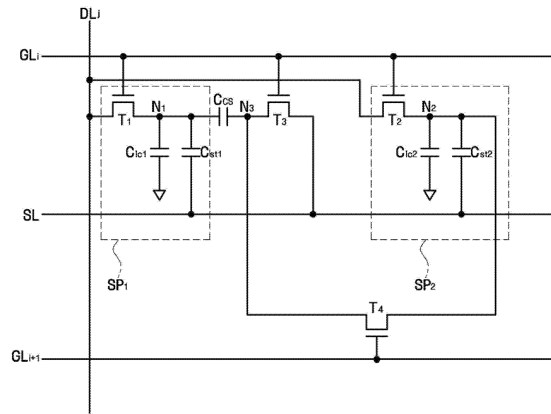 DLj
GLi
N1 CCS N3 N2
T1 T3 T2
Clc1 Cst1 Clc2 Cst2
SL
SP1 SP2
T4
GLi+1